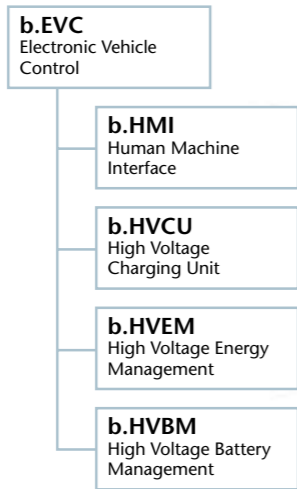 b.EVC
Electronic Vehicle
Control
b.HMI
Human Machine
Interface
b.HVCU
High Voltage
Charging Unit
b.HVEM
High Voltage Energy
Management
b.HVBM
High Voltage Battery
Management